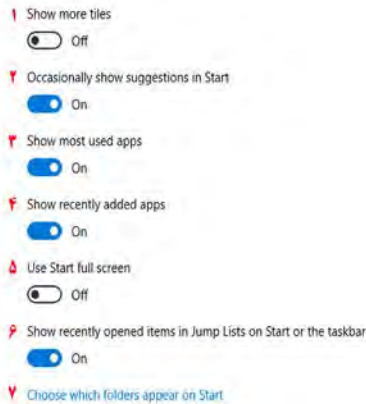 ۱ Show more tiles
Off
۲ Occasionally show suggestions in Start
On
۳ Show most used apps
On
۴ Show recently added apps
On
۵ Use Start full screen
Off
۶ Show recently opened items in Jump Lists on Start or the taskbar
On
۷ Choose which folders appear on Start